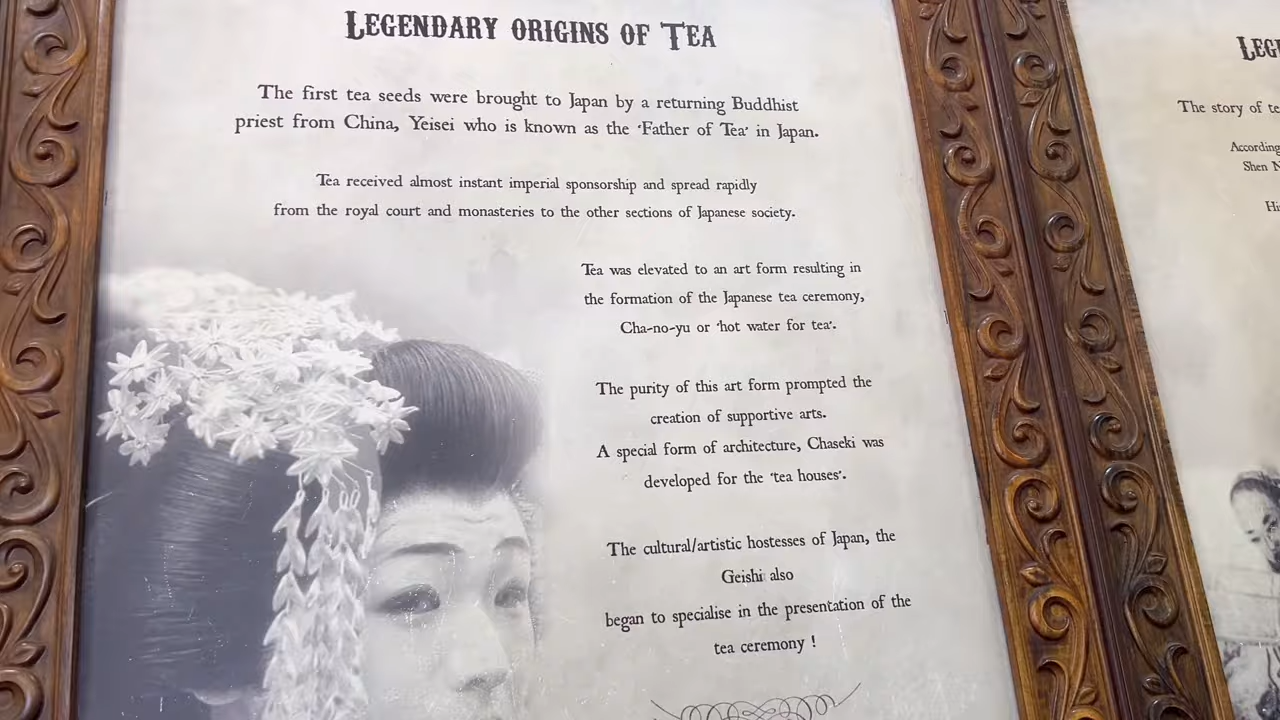 Legendary origins of Tea
The first tea seeds were brought to Japan by a returning Buddhist
priest from China, Yeisei who is known as the 'Father of Tea' in Japan.
Tea received almost instant imperial sponsorship and spread rapidly
from the royal court and monasteries to the other sections of Japanese society.
Tea was elevated to an art form resulting in
the formation of the Japanese tea ceremony,
Cha-no-yu or 'hot water for tea'.
The purity of this art form prompted the
creation of supportive arts.
A special form of architecture, Chaseki was
developed for the 'tea houses'.
The cultural/artistic hostesses of Japan, the
Geishi also
began to specialise in the presentation of the
tea ceremony !
The story of
According
Shen